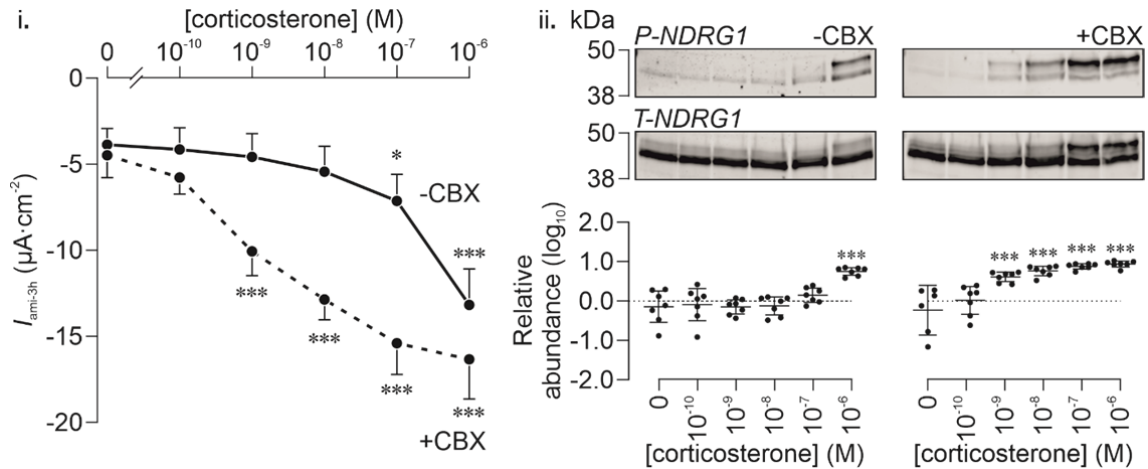 i.
[corticosterone] (M)
0 10⁻¹⁰ 10⁻⁹ 10⁻⁸ 10⁻⁷ 10⁻⁶
0
-5
-10
-15
-20
I_ami-3h (µA·cm⁻²)
*
-CBX
***
***
***
***
***
+CBX
ii. kDa
P-NDRG1 -CBX
+CBX
50
38
T-NDRG1
50
38
Relative
abundance (log₁₀)
2.0
1.0
0.0
-1.0
-2.0
***
*** *** *** ***
0 10⁻¹⁰ 10⁻⁹ 10⁻⁸ 10⁻⁷ 10⁻⁶
0 10⁻¹⁰ 10⁻⁹ 10⁻⁸ 10⁻⁷ 10⁻⁶
[corticosterone] (M)
[corticosterone] (M)